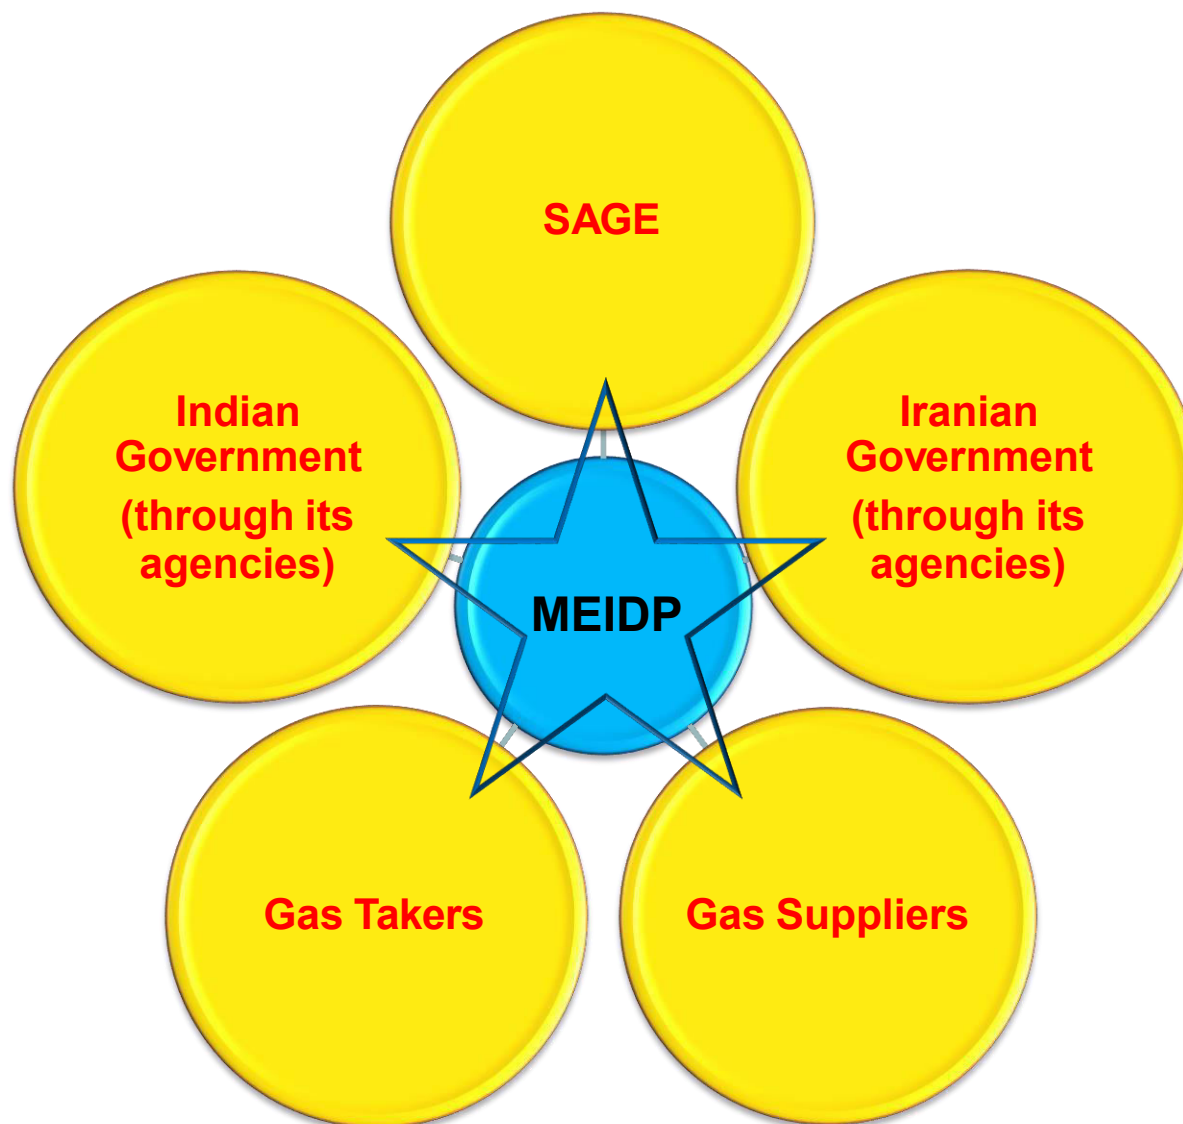 SAGE
Indian
Government
(through its
agencies)
Iranian
Government
(through its
agencies)
MEIDP
Gas Takers
Gas Suppliers